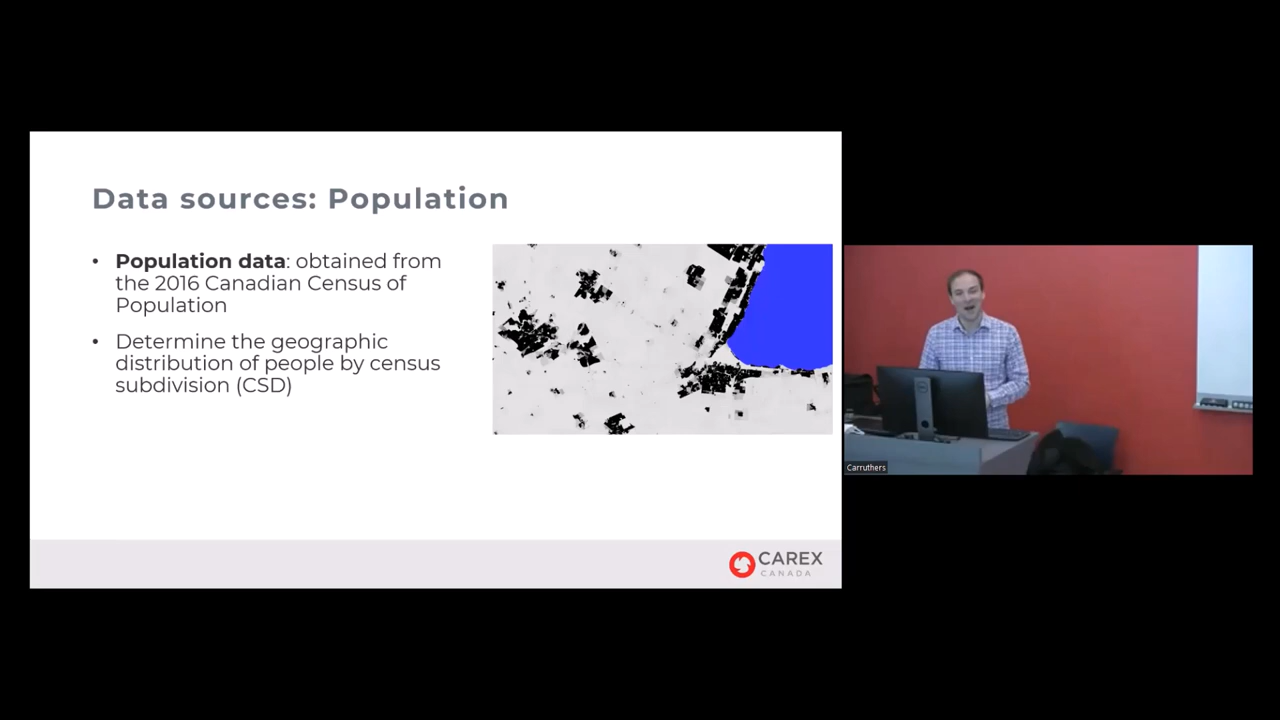 Data sources: Population
• Population data: obtained from
the 2016 Canadian Census of
Population
• Determine the geographic
distribution of people by census
subdivision (CSD)
CAREX
CANADA
Carruthers